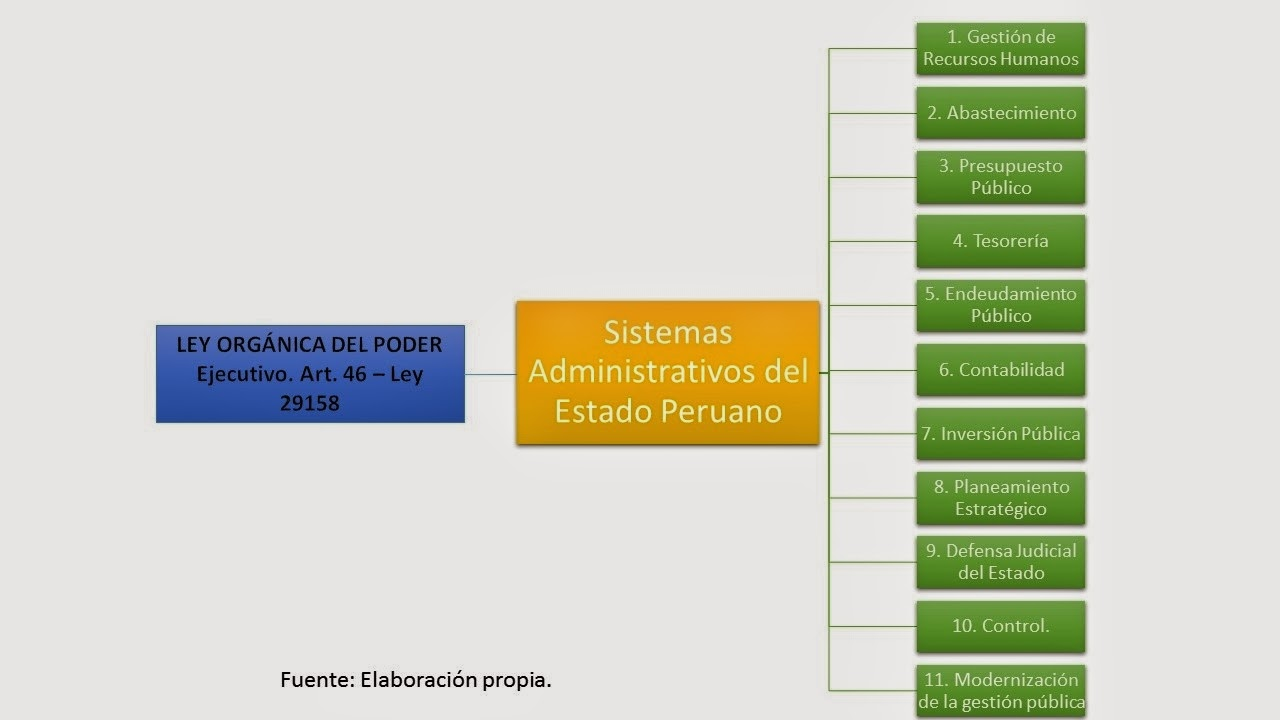 LEY ORGÁNICA DEL PODER
Ejecutivo. Art. 46 – Ley
29158
Sistemas
Administrativos del
Estado Peruano
1. Gestión de
Recursos Humanos
2. Abastecimiento
3. Presupuesto
Público
4. Tesorería
5. Endeudamiento
Público
6. Contabilidad
7. Inversión Pública
8. Planeamiento
Estratégico
9. Defensa Judicial
del Estado
10. Control.
11. Modernización
de la gestión pública
Fuente: Elaboración propia.